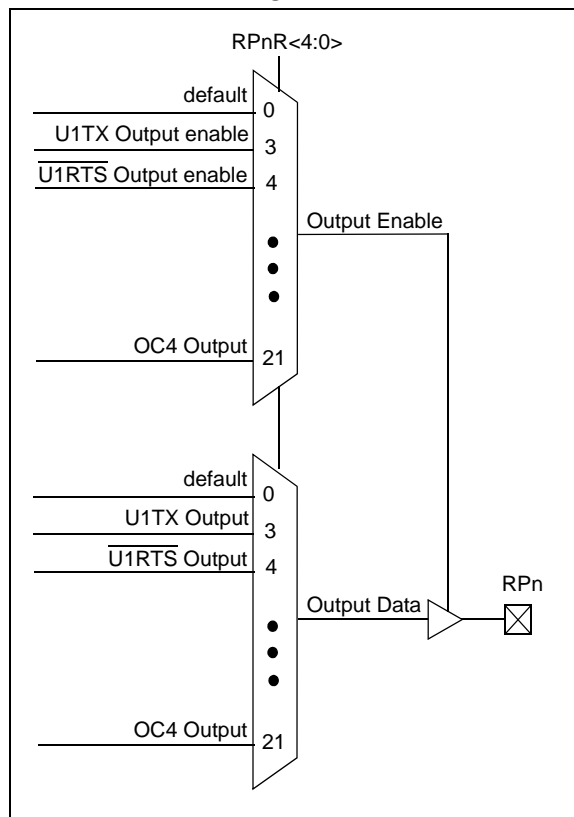 RPnR<4:0>
default
0
U1TX Output enable
3
U1RTS Output enable
4
Output Enable
OC4 Output
21
default
0
U1TX Output
3
U1RTS Output
4
RPn
Output Data
OC4 Output
21